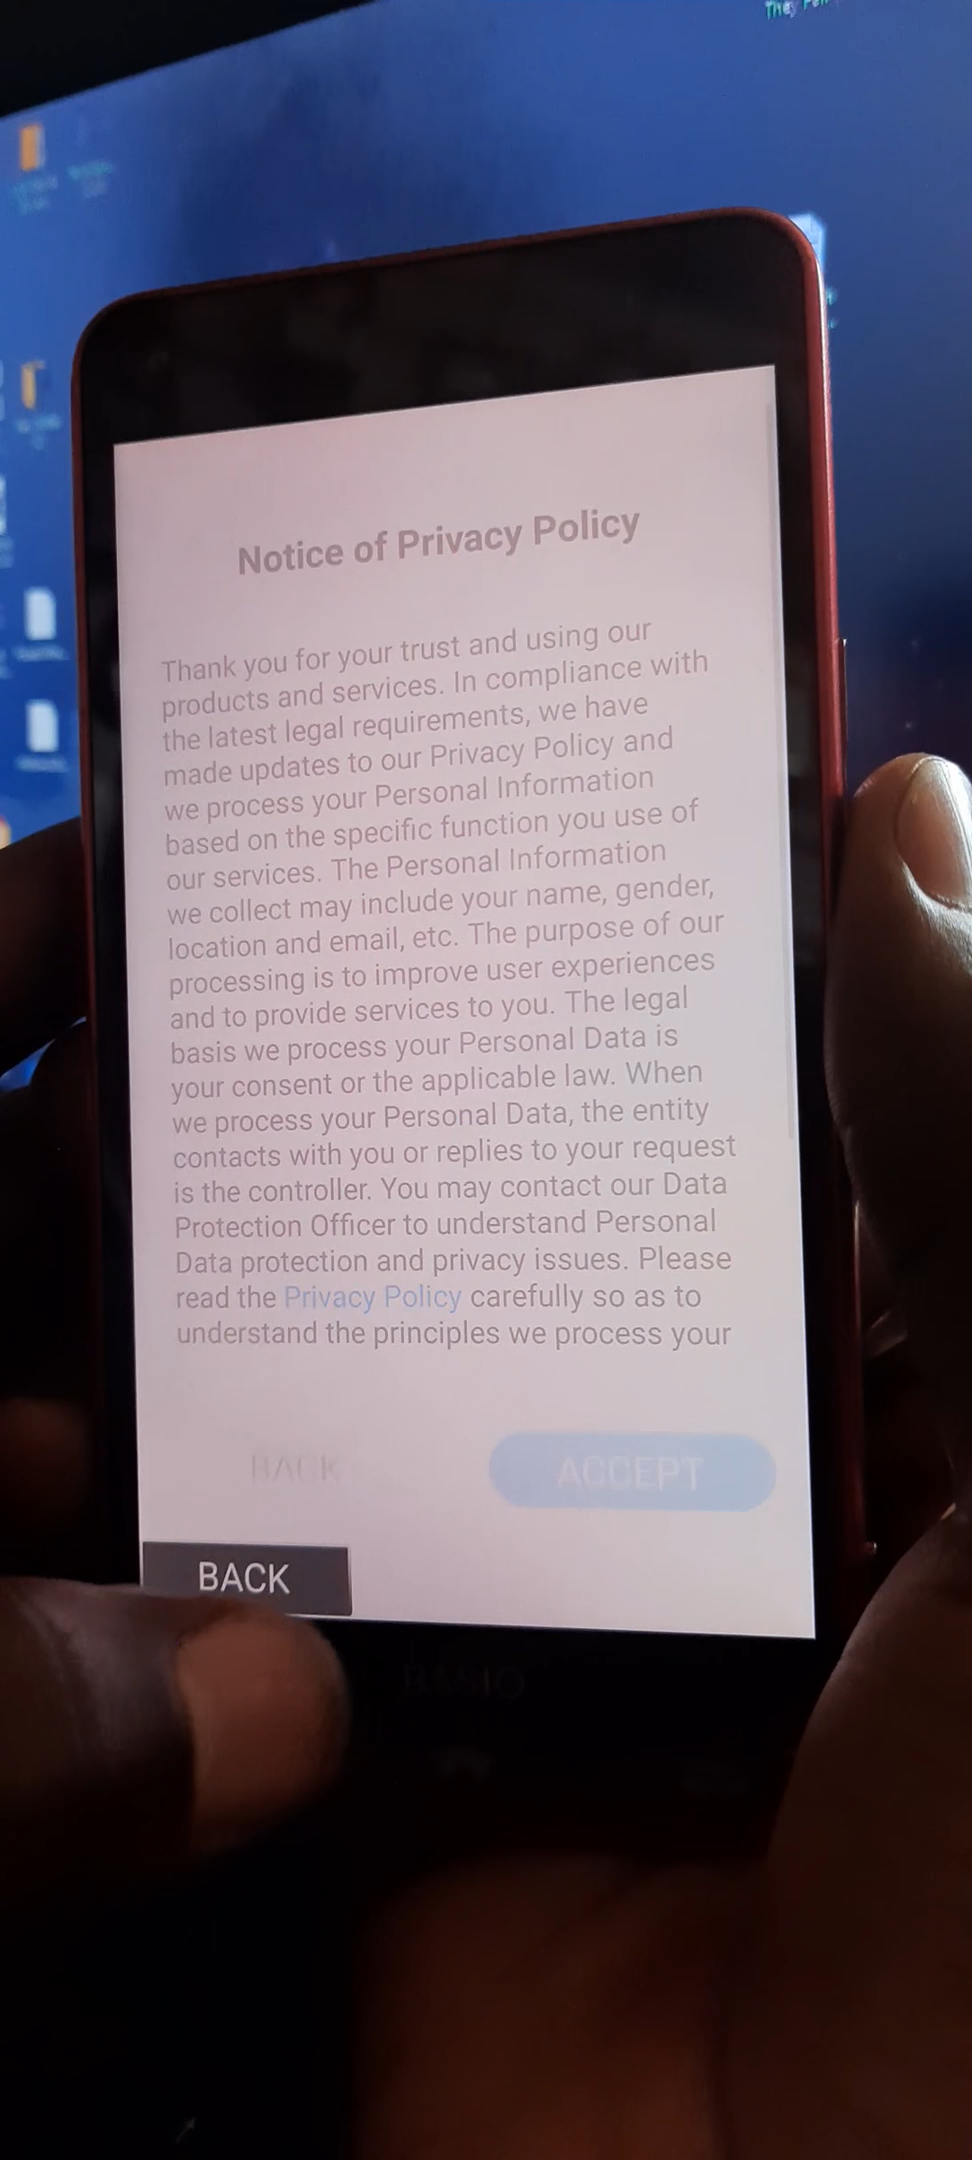 Notice of Privacy Policy
Thank you for your trust and using our
products and services. In compliance with
the latest legal requirements, we have
made updates to our Privacy Policy and
we process your Personal Information
based on the specific function you use of
our services. The Personal Information
we collect may include your name, gender,
location and email, etc. The purpose of our
processing is to improve user experiences
and to provide services to you. The legal
basis we process your Personal Data is
your consent or the applicable law. When
we process your Personal Data, the entity
contacts with you or replies to your request
is the controller. You may contact our Data
Protection Officer to understand Personal
Data protection and privacy issues. Please
read the Privacy Policy carefully so as to
understand the principles we process your
BACK ACCEPT
BACK
BASIO